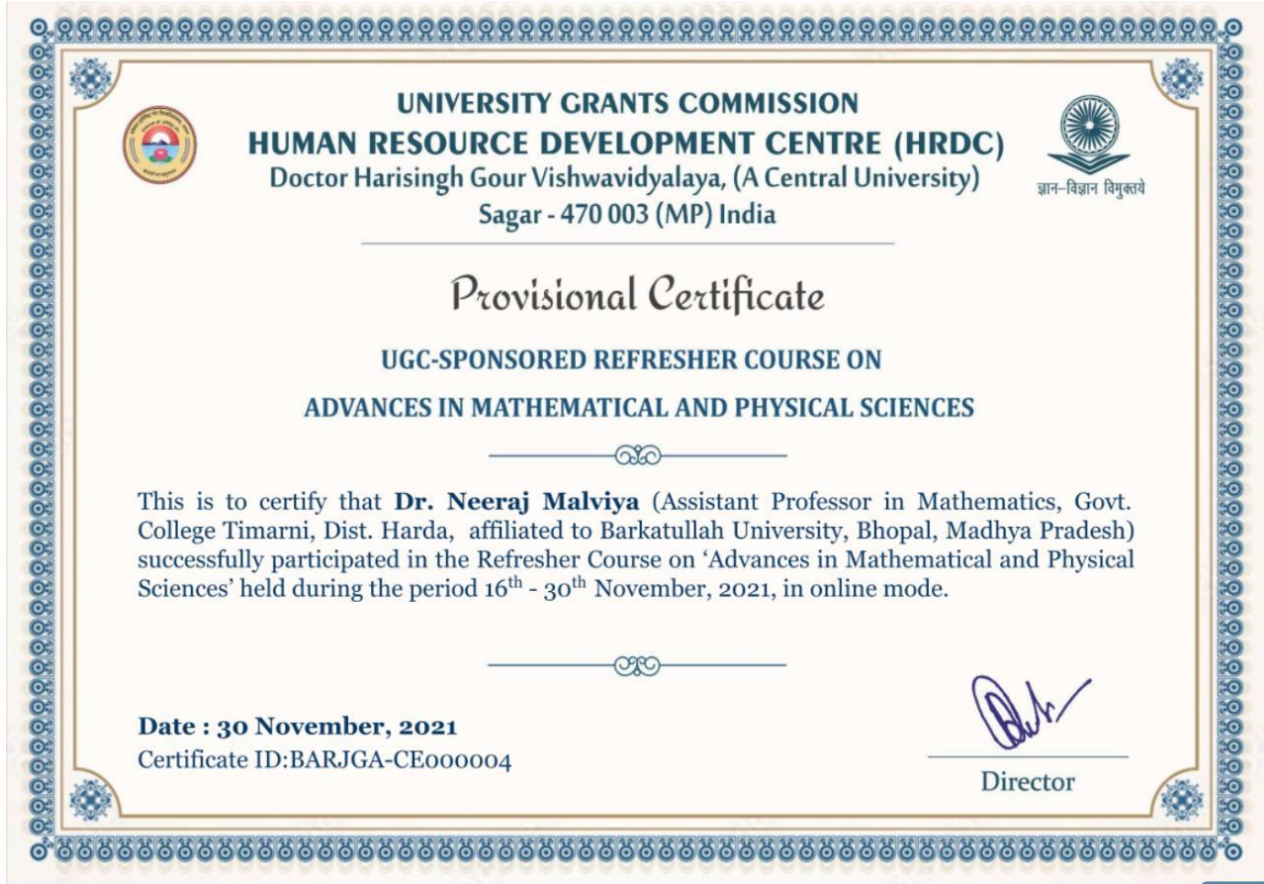 UNIVERSITY GRANTS COMMISSION
HUMAN RESOURCE DEVELOPMENT CENTRE (HRDC)
Doctor Harisingh Gour Vishwavidyalaya, (A Central University)
Sagar - 470 003 (MP) India
ज्ञान-विज्ञान विमुक्तये
Provisional Certificate
UGC-SPONSORED REFRESHER COURSE ON
ADVANCES IN MATHEMATICAL AND PHYSICAL SCIENCES
This is to certify that Dr. Neeraj Malviya (Assistant Professor in Mathematics, Govt.
College Timarni, Dist. Harda, affiliated to Barkatullah University, Bhopal, Madhya Pradesh)
successfully participated in the Refresher Course on ‘Advances in Mathematical and Physical
Sciences’ held during the period 16th - 30th November, 2021, in online mode.
Date : 30 November, 2021
Certificate ID:BARJGA-CE000004
Director